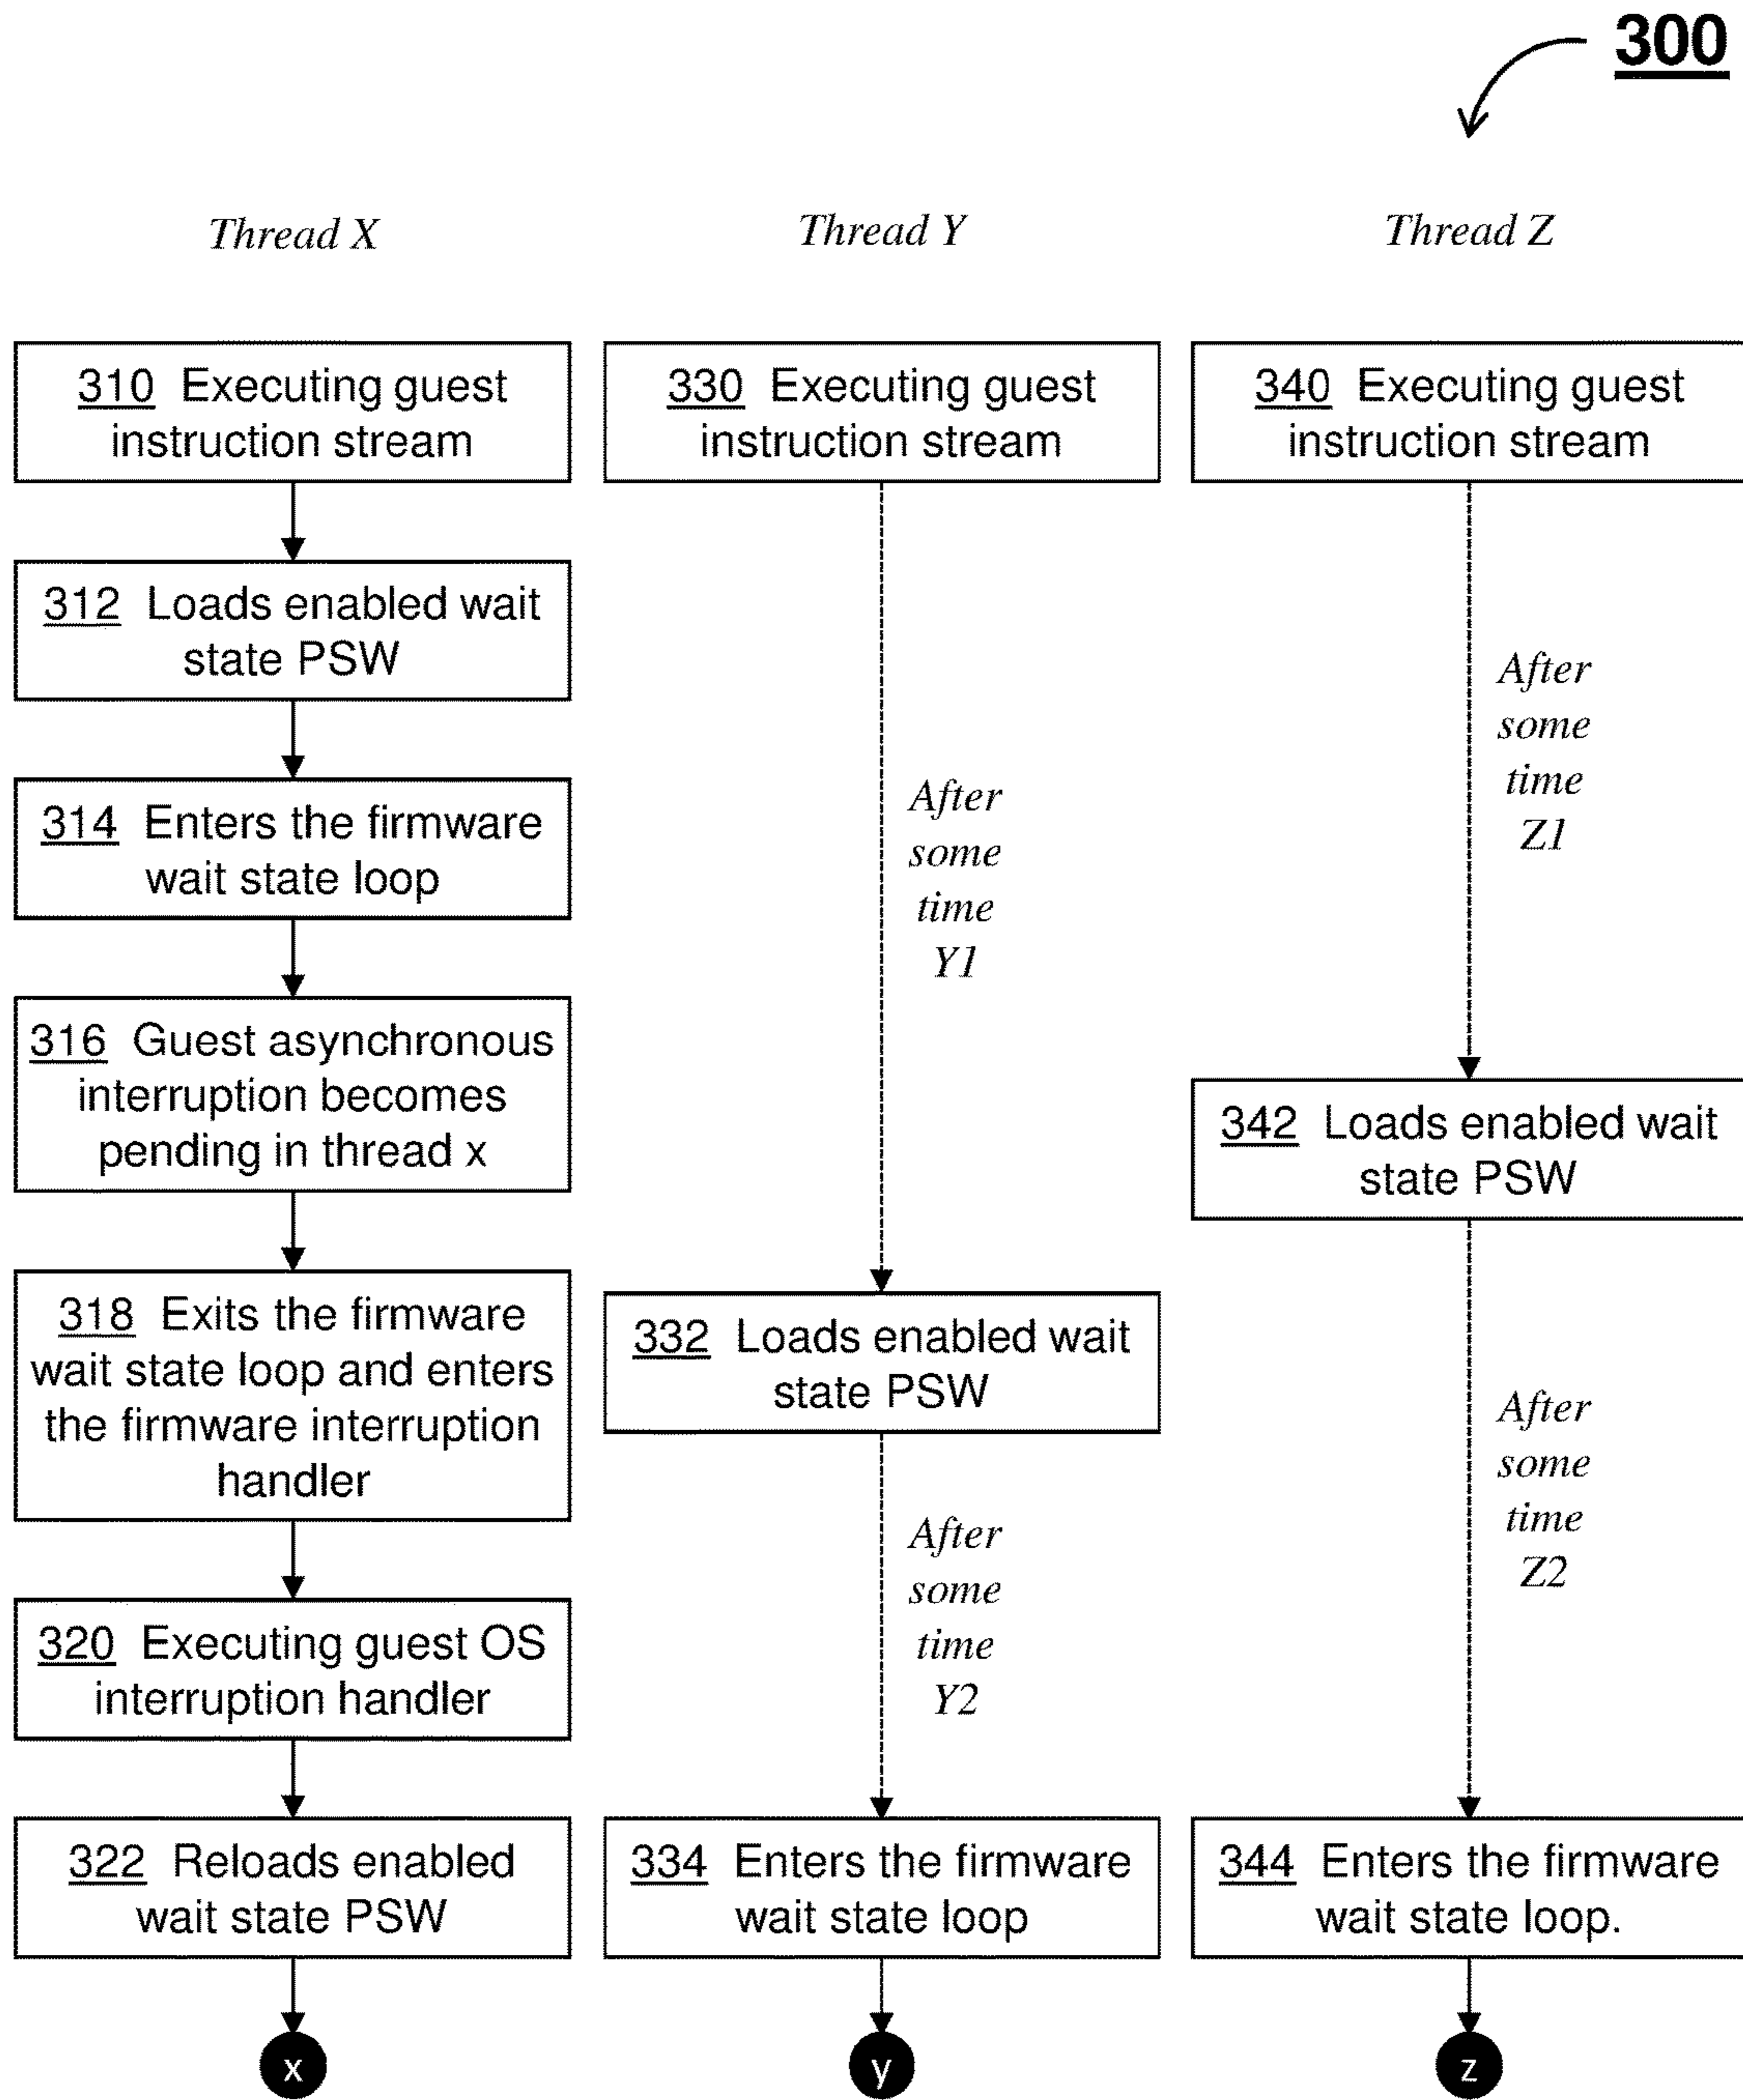 300
Thread X
Thread Y
Thread Z
310 Executing guest
instruction stream
330 Executing guest
instruction stream
340 Executing guest
instruction stream
312 Loads enabled wait
state PSW
314 Enters the firmware
wait state loop
316 Guest asynchronous
interruption becomes
pending in thread x
318 Exits the firmware
wait state loop and enters
the firmware interruption
handler
320 Executing guest OS
interruption handler
322 Reloads enabled
wait state PSW
x
After
some
time
Y1
332 Loads enabled wait
state PSW
After
some
time
Y2
334 Enters the firmware
wait state loop
y
After
some
time
Z1
342 Loads enabled wait
state PSW
After
some
time
Z2
344 Enters the firmware
wait state loop.
z